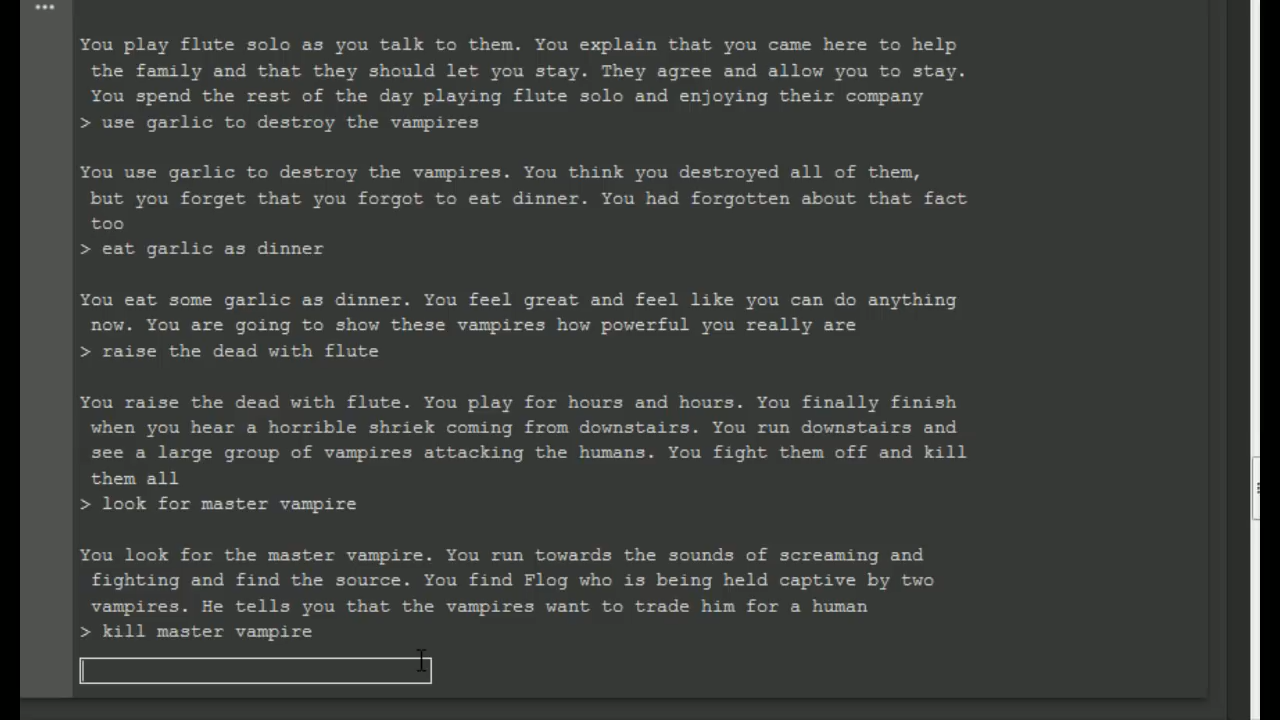 You play flute solo as you talk to them. You explain that you came here to help
the family and that they should let you stay. They agree and allow you to stay.
You spend the rest of the day playing flute solo and enjoying their company
> use garlic to destroy the vampires
You use garlic to destroy the vampires. You think you destroyed all of them,
but you forget that you forgot to eat dinner. You had forgotten about that fact
too
> eat garlic as dinner
You eat some garlic as dinner. You feel great and feel like you can do anything
now. You are going to show these vampires how powerful you really are
> raise the dead with flute
You raise the dead with flute. You play for hours and hours. You finally finish
when you hear a horrible shriek coming from downstairs. You run downstairs and
see a large group of vampires attacking the humans. You fight them off and kill
them all
> look for master vampire
You look for the master vampire. You run towards the sounds of screaming and
fighting and find the source. You find Flog who is being held captive by two
vampires. He tells you that the vampires want to trade him for a human
> kill master vampire